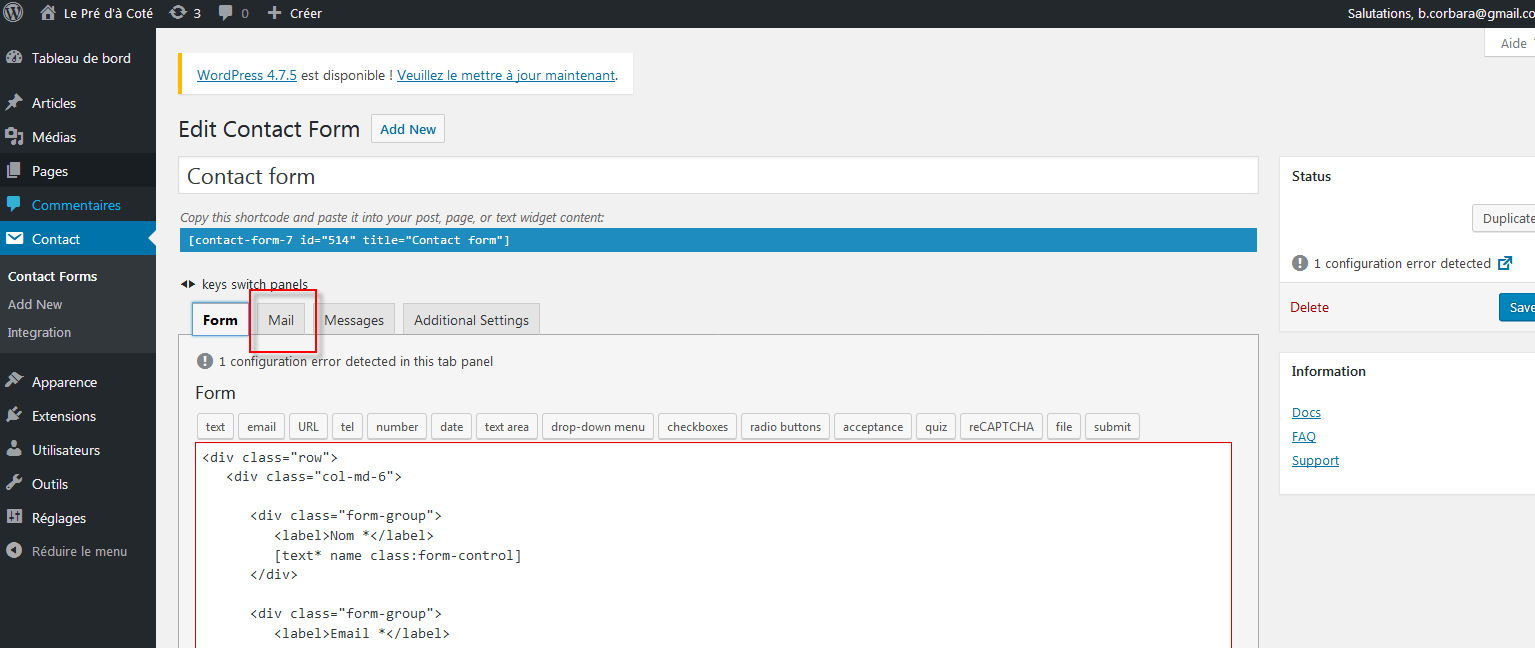 Le Pré d'à Coté 3 0 Créer Salutations, b.corbara@gmail.co
Tableau de bord
Articles
Médias
Pages
Commentaires
Contact
Contact Forms
Add New
Integration
Apparence
Extensions
Utilisateurs
Outils
Réglages
Réduire le menu
Aide
WordPress 4.7.5 est disponible ! Veuillez le mettre à jour maintenant.
Edit Contact Form Add New
Contact form
Copy this shortcode and paste it into your post, page, or text widget content:
[contact-form-7 id="514" title="Contact form"]
keys switch panels
Form Mail Messages Additional Settings
1 configuration error detected in this tab panel
Form
text email URL tel number date text area drop-down menu checkboxes radio buttons acceptance quiz reCAPTCHA file submit
<div class="row">
<div class="col-md-6">
<div class="form-group">
<label>Nom *</label>
[text* name class:form-control]
</div>
<div class="form-group">
<label>Email *</label>
Status
Duplicate
1 configuration error detected
Delete Save
Information
Docs
FAQ
Support